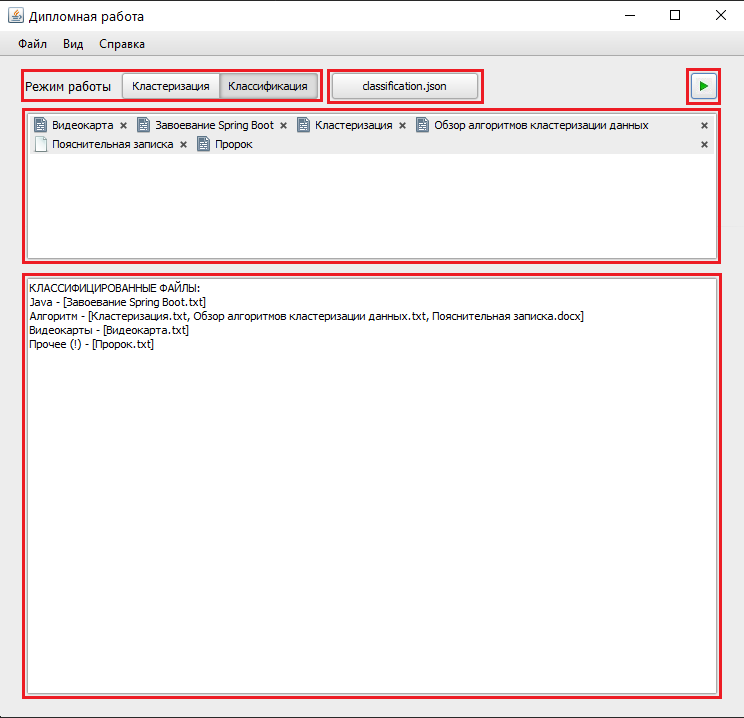 Дипломная работа
Файл Вид Справка
Режим работы Кластеризация Классификация classification.json
Видеокарта Завоевание Spring Boot Кластеризация Обзор алгоритмов кластеризации данных
Пояснительная записка Пророк
КЛАССИФИЦИРОВАННЫЕ ФАЙЛЫ:
Java - [Завоевание Spring Boot.txt]
Алгоритм - [Кластеризация.txt, Обзор алгоритмов кластеризации данных.txt, Пояснительная записка.docx]
Видеокарты - [Видеокарта.txt]
Прочее (!) - [Пророк.txt]